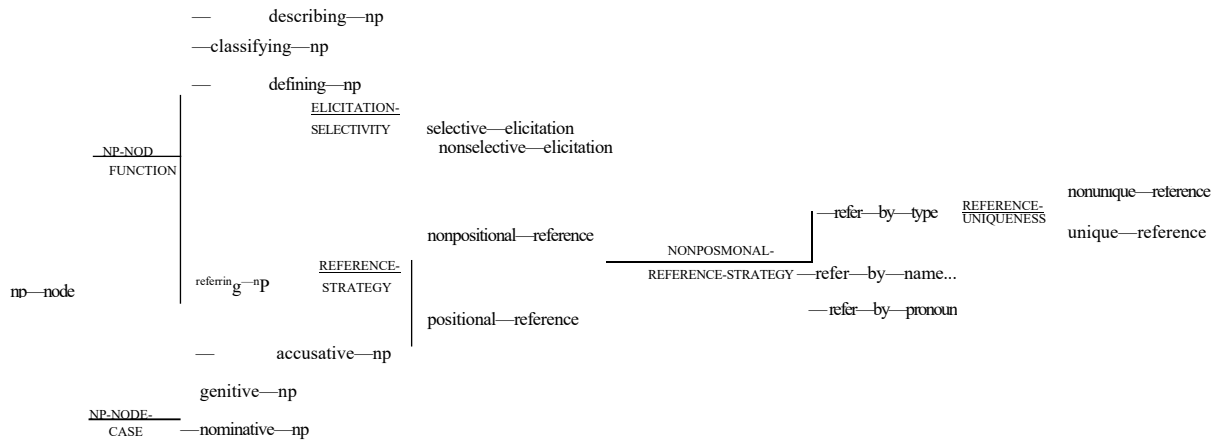 — describing—np
—classifying—np
— defining—np
ELICITATION-
SELECTIVITY
selective—elicitation
nonselective—elicitation
NP-NOD
FUNCTION
nonunique—reference
—refer—by—type
REFERENCE-
UNIQUENESS
unique—reference
nonpositional—reference
NONPOSMONAL-
REFERENCE-STRATEGY
—refer—by—name...
—refer—by—pronoun
referring—nP
REFERENCE-
STRATEGY
np—node
positional—reference
— accusative—np
genitive—np
NP-NODE-
CASE
—nominative—np